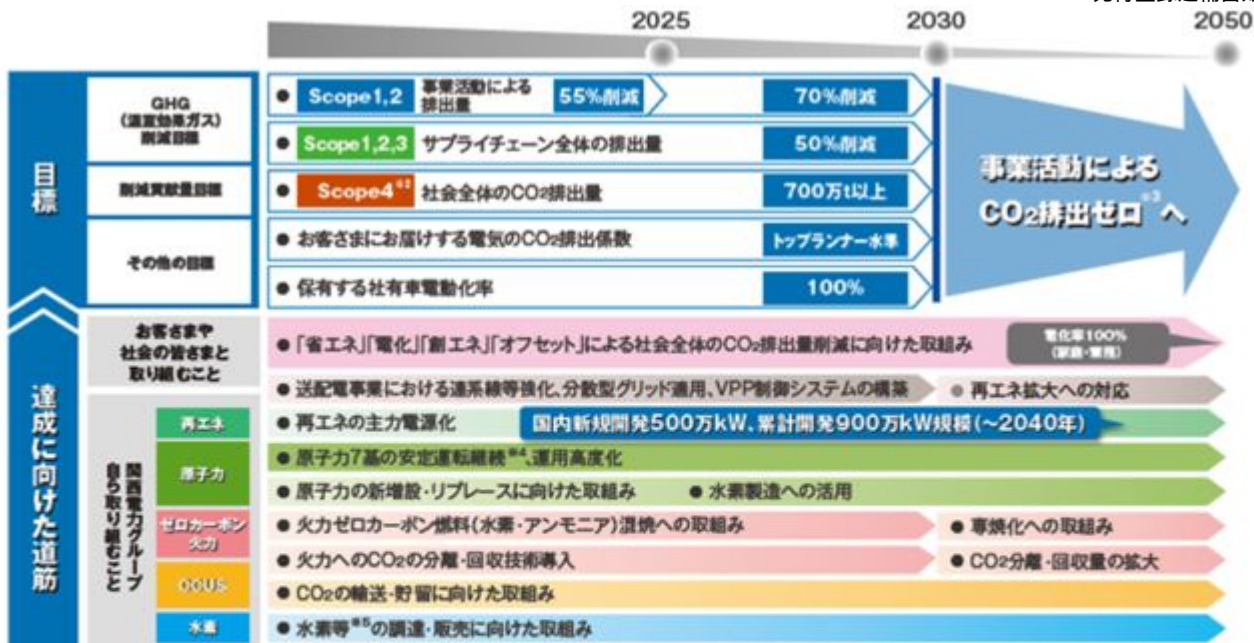 2025
2030
2050
目標
GHG
(温室効果ガス)
削減目標
● Scope1,2 事業活動による
排出量
55%削減
70%削減
● Scope1,2,3 サプライチェーン全体の排出量
50%削減
削減貢献量目標
● Scope4※2 社会全体のCO2排出量
700万t以上
その他の目標
● お客さまにお届けする電気のCO2排出係数
トップランナー水準
● 保有する社有車電動化率
100%
事業活動による
CO2排出ゼロ※3へ
達成に向けた道筋
お客さまや
社会の皆さまと
取り組むこと
● 「省エネ」「電化」「創エネ」「オフセット」による社会全体のCO2排出量削減に向けた取組み
電化率100%
(家庭・業務)
関西電力グループ
自ら取り組むこと
● 送配電事業における連系線等強化、分散型グリッド適用、VPP制御システムの構築
● 再エネ拡大への対応
再エネ
● 再エネの主力電源化
国内新規開発500万kW、累計開発900万kW規模(～2040年)
原子力
● 原子力7基の安定運転継続※4、運用高度化
● 原子力の新増設・リプレースに向けた取組み
● 水素製造への活用
ゼロカーボン
火力
● 火力ゼロカーボン燃料(水素・アンモニア)混焼への取組み
● 専焼化への取組み
● 火力へのCO2の分離・回収技術導入
● CO2分離・回収量の拡大
CCUS
● CO2の輸送・貯留に向けた取組み
水素
● 水素等※5の調達・販売に向けた取組み